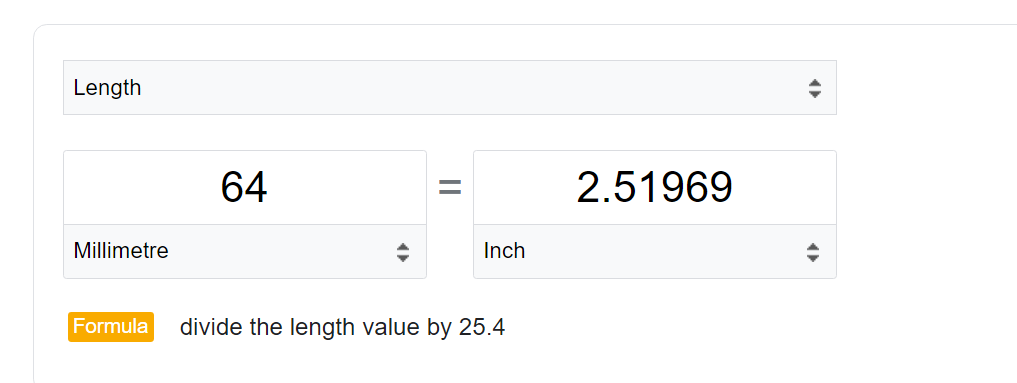 Length
64 = 2.51969
Millimetre Inch
Formula divide the length value by 25.4